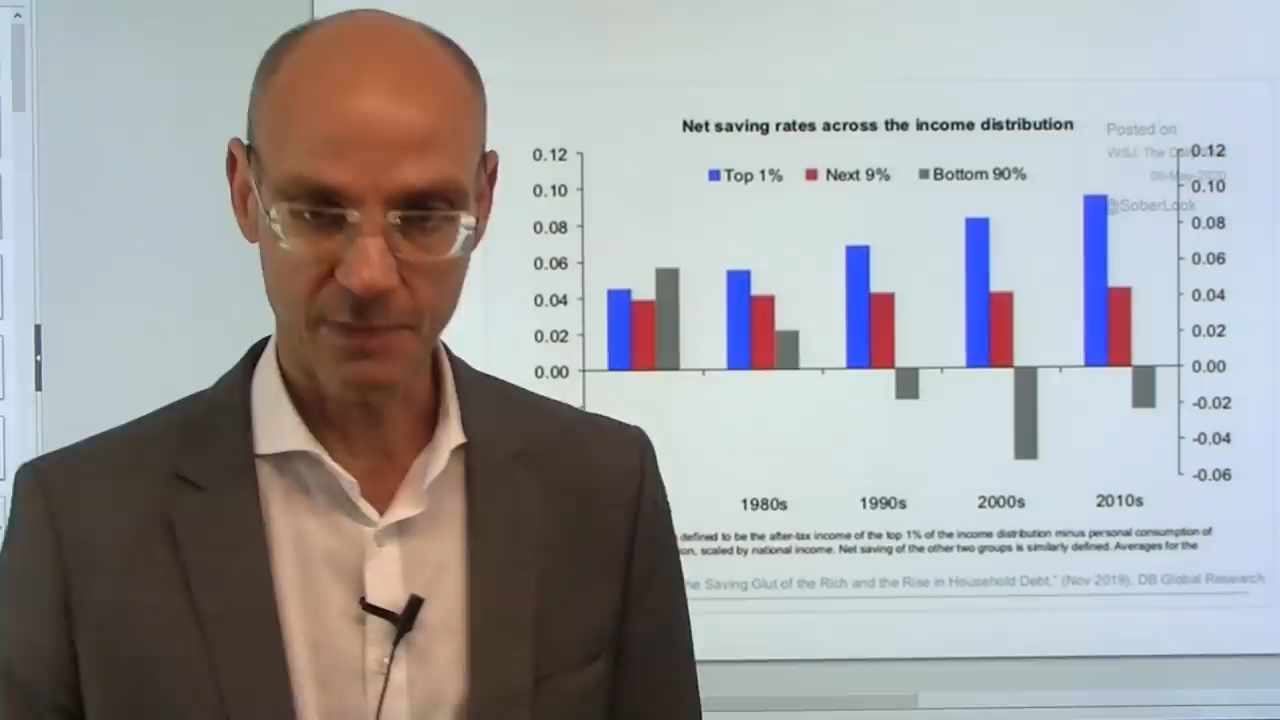 Net saving rates across the income distribution
Posted on
WSJ: The Daily Shot
@SoberLook
Top 1% Next 9% Bottom 90%
0.12 0.12
0.10 0.10
0.08 0.08
0.06 0.06
0.04 0.04
0.02 0.02
0.00 0.00
-0.02
-0.04
-0.06
1980s 1990s 2000s 2010s
defined to be the after-tax income of the top 1% of the income distribution minus personal consumption of
scaled by national income. Net saving of the other two groups is similarly defined. Averages for the
Saving Glut of the Rich and the Rise in Household Debt," (Nov 2019), DB Global Research